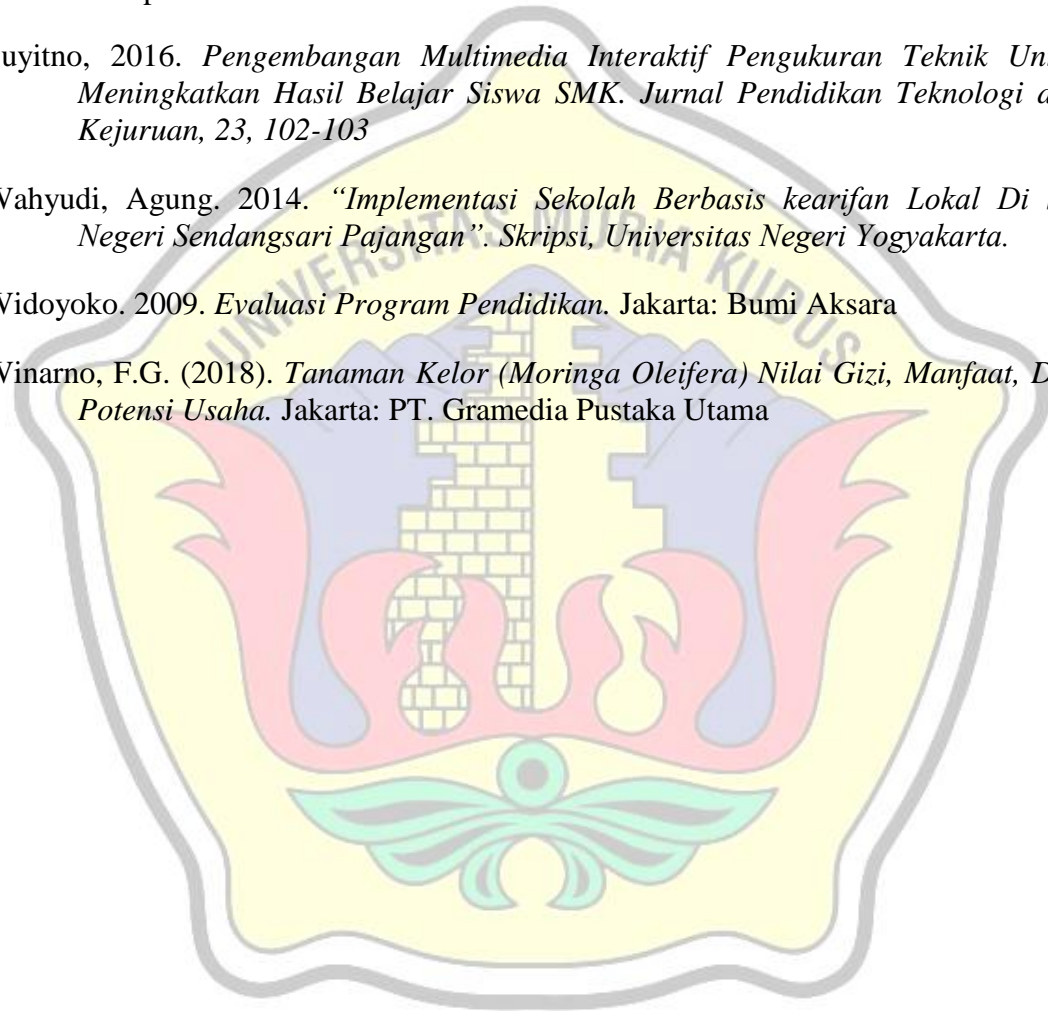 uyitno, 2016. Pengembangan Multimedia Interaktif Pengukuran Teknik Un
Meningkatkan Hasil Belajar Siswa SMK. Jurnal Pendidikan Teknologi
Kejuruan, 23, 102-103
Wahyudi, Agung. 2014. “Implementasi Sekolah Berbasis kearifan Lokal Di
Negeri Sendangsari Pajangan”. Skripsi, Universitas Negeri Yogyakarta.
Widoyoko. 2009. Evaluasi Program Pendidikan. Jakarta: Bumi Aksara
Winarno, F.G. (2018). Tanaman Kelor (Moringa Oleifera) Nilai Gizi, Manfaat, D
Potensi Usaha. Jakarta: PT. Gramedia Pustaka Utama
UNIVERSITAS MURIA KUDUS